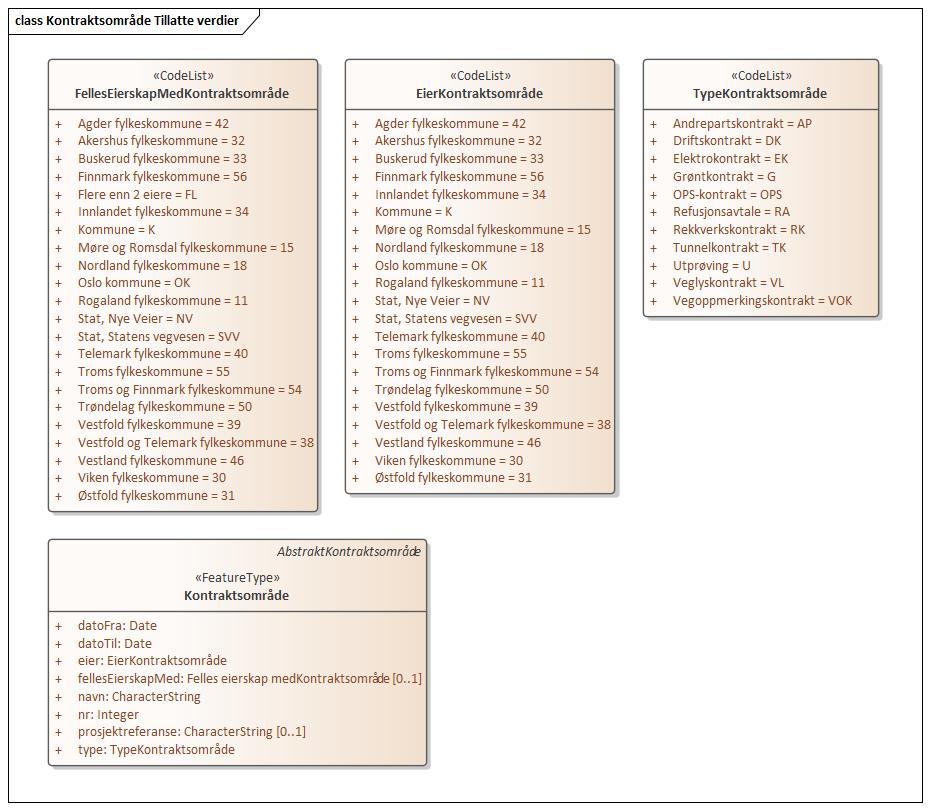 class Kontraktsområde Tillatte verdier
«CodeList»
FellesEierskapMedKontraktsområde
+ Agder fylkeskommune = 42
+ Akershus fylkeskommune = 32
+ Buskerud fylkeskommune = 33
+ Finnmark fylkeskommune = 56
+ Flere enn 2 eiere = FL
+ Innlandet fylkeskommune = 34
+ Kommune = K
+ Møre og Romsdal fylkeskommune = 15
+ Nordland fylkeskommune = 18
+ Oslo kommune = OK
+ Rogaland fylkeskommune = 11
+ Stat, Nye Veier = NV
+ Stat, Statens vegvesen = SVV
+ Telemark fylkeskommune = 40
+ Troms fylkeskommune = 55
+ Troms og Finnmark fylkeskommune = 54
+ Trøndelag fylkeskommune = 50
+ Vestfold fylkeskommune = 39
+ Vestfold og Telemark fylkeskommune = 38
+ Vestland fylkeskommune = 46
+ Viken fylkeskommune = 30
+ Østfold fylkeskommune = 31
«CodeList»
EierKontraktsområde
+ Agder fylkeskommune = 42
+ Akershus fylkeskommune = 32
+ Buskerud fylkeskommune = 33
+ Finnmark fylkeskommune = 56
+ Innlandet fylkeskommune = 34
+ Kommune = K
+ Møre og Romsdal fylkeskommune = 15
+ Nordland fylkeskommune = 18
+ Oslo kommune = OK
+ Rogaland fylkeskommune = 11
+ Stat, Nye Veier = NV
+ Stat, Statens vegvesen = SVV
+ Telemark fylkeskommune = 40
+ Troms fylkeskommune = 55
+ Troms og Finnmark fylkeskommune = 54
+ Trøndelag fylkeskommune = 50
+ Vestfold fylkeskommune = 39
+ Vestfold og Telemark fylkeskommune = 38
+ Vestland fylkeskommune = 46
+ Viken fylkeskommune = 30
+ Østfold fylkeskommune = 31
«CodeList»
TypeKontraktsområde
+ Andrepartskontrakt = AP
+ Driftskontrakt = DK
+ Elektrokontrakt = EK
+ Grøntkontrakt = G
+ OPS-kontrakt = OPS
+ Refusjonsavtale = RA
+ Rekkverkskontrakt = RK
+ Tunnelkontrakt = TK
+ Utprøving = U
+ Veglyskontrakt = VL
+ Vegoppmerkingskontrakt = VOK
AbstraktKontraktsområde
«FeatureType»
Kontraktsområde
+ datoFra: Date
+ datoTil: Date
+ eier: EierKontraktsområde
+ fellesEierskapMed: Felles eierskap medKontraktsområde [0..1]
+ navn: CharacterString
+ nr: Integer
+ prosjektreferanse: CharacterString [0..1]
+ type: TypeKontraktsområde